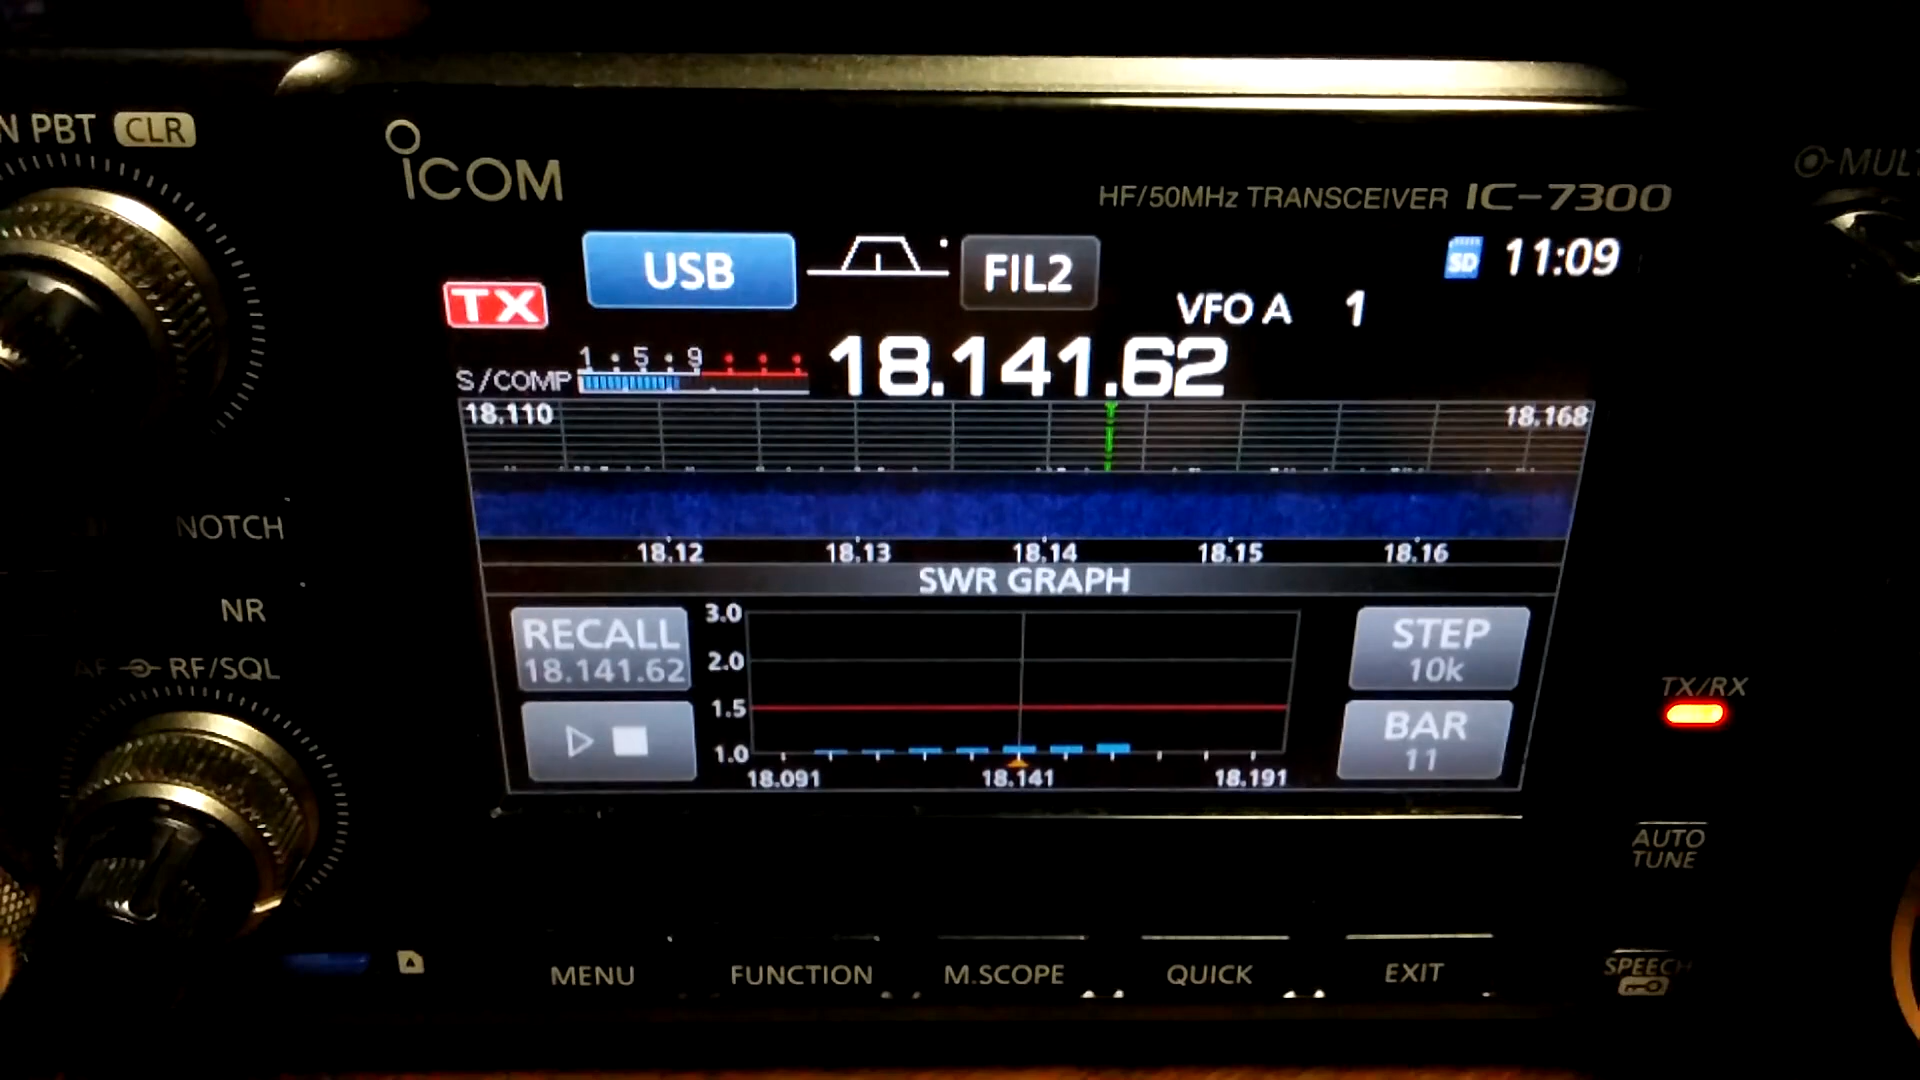 N PBT CLR
ICOM
HF/50MHz TRANSCEIVER IC-7300
MULT
USB
FIL2
SD 11:09
TX
VFO A 1
1 5 9
S/COMP
18.141.62
18.110
18.168
NOTCH
18.12 18.13 18.14 18.15 18.16
SWR GRAPH
NR
RECALL
18.141.62
3.0
2.0
1.5
1.0
STEP
10k
AF RF/SQL
TX/RX
BAR
11
18.091 18.141 18.191
AUTO
TUNE
MENU FUNCTION M.SCOPE QUICK EXIT
SPEECH